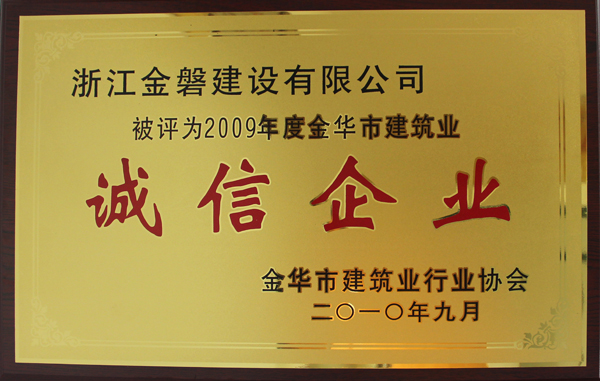 浙江金磐建设有限公司
被评为2009年度金华市建筑业
诚信企业
金华市建筑业行业协会
二〇一〇年九月